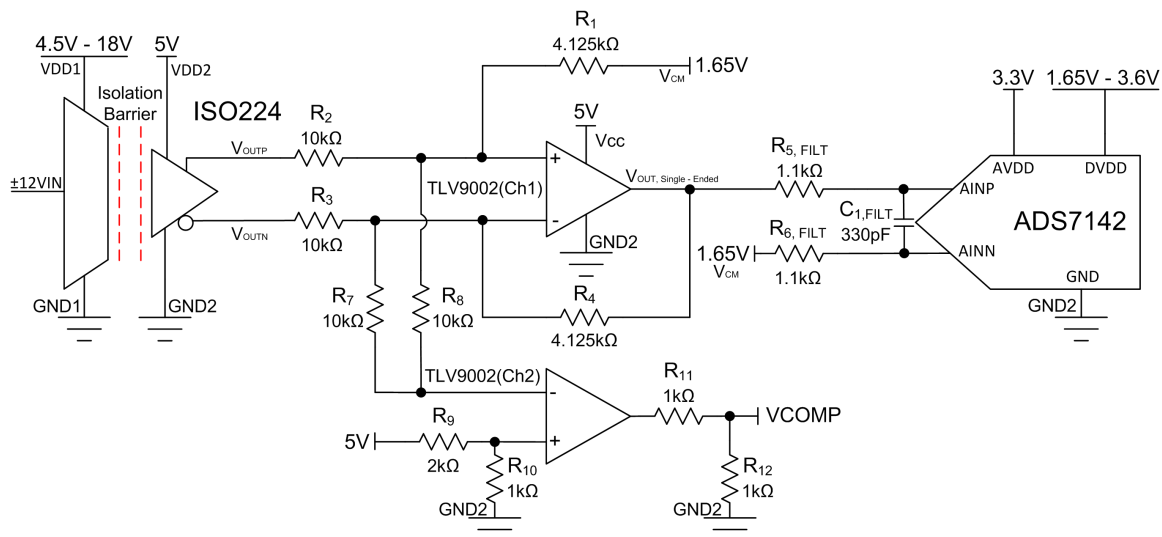 4.5V - 18V
VDD1
5V
VDD2
Isolation
Barrier
ISO224
±12VIN
GND1
GND2
VOUTP
VOUTN
R2
10kΩ
R3
10kΩ
R1
4.125kΩ
VCM
1.65V
5V
Vcc
TLV9002(Ch1)
+
-
GND2
VOUT, Single - Ended
R4
4.125kΩ
R7
10kΩ
R8
10kΩ
TLV9002(Ch2)
-
+
R9
5V
2kΩ
R10
1kΩ
GND2
R11
1kΩ
VCOMP
R12
1kΩ
GND2
R5, FILT
1.1kΩ
R6, FILT
1.1kΩ
1.65V
VCM
C1,FILT
330pF
3.3V
1.65V - 3.6V
AVDD
DVDD
AINP
AINN
ADS7142
GND
GND2